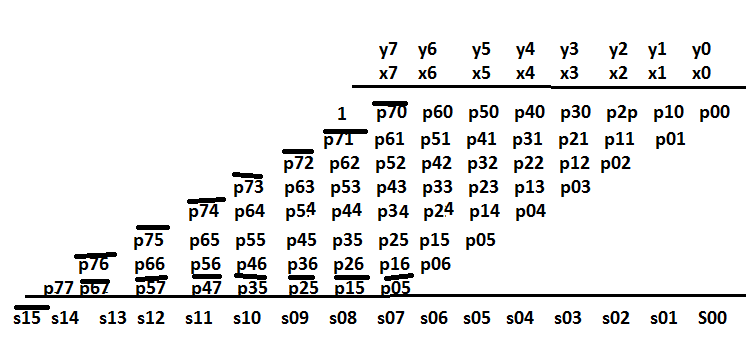 y7 y6 y5 y4 y3 y2 y1 y0
x7 x6 x5 x4 x3 x2 x1 x0
1 p70 p60 p50 p40 p30 p2p p10 p00
p71 p61 p51 p41 p31 p21 p11 p01
p72 p62 p52 p42 p32 p22 p12 p02
p73 p63 p53 p43 p33 p23 p13 p03
p74 p64 p54 p44 p34 p24 p14 p04
p75 p65 p55 p45 p35 p25 p15 p05
p76 p66 p56 p46 p36 p26 p16 p06
p77 p67 p57 p47 p35 p25 p15 p05
s15 s14 s13 s12 s11 s10 s09 s08 s07 s06 s05 s04 s03 s02 s01 S00